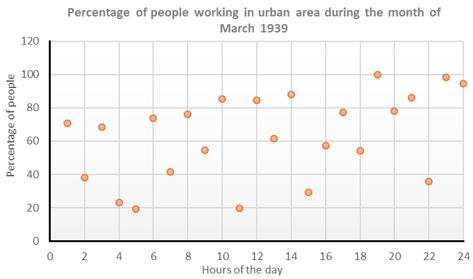 Percentage of people working in urban area during the month of
March 1939
120
100
80
60
40
20
0
Percentage of people
0 2 4 6 8 10 12 14 16 18 20 22 24
Hours of the day